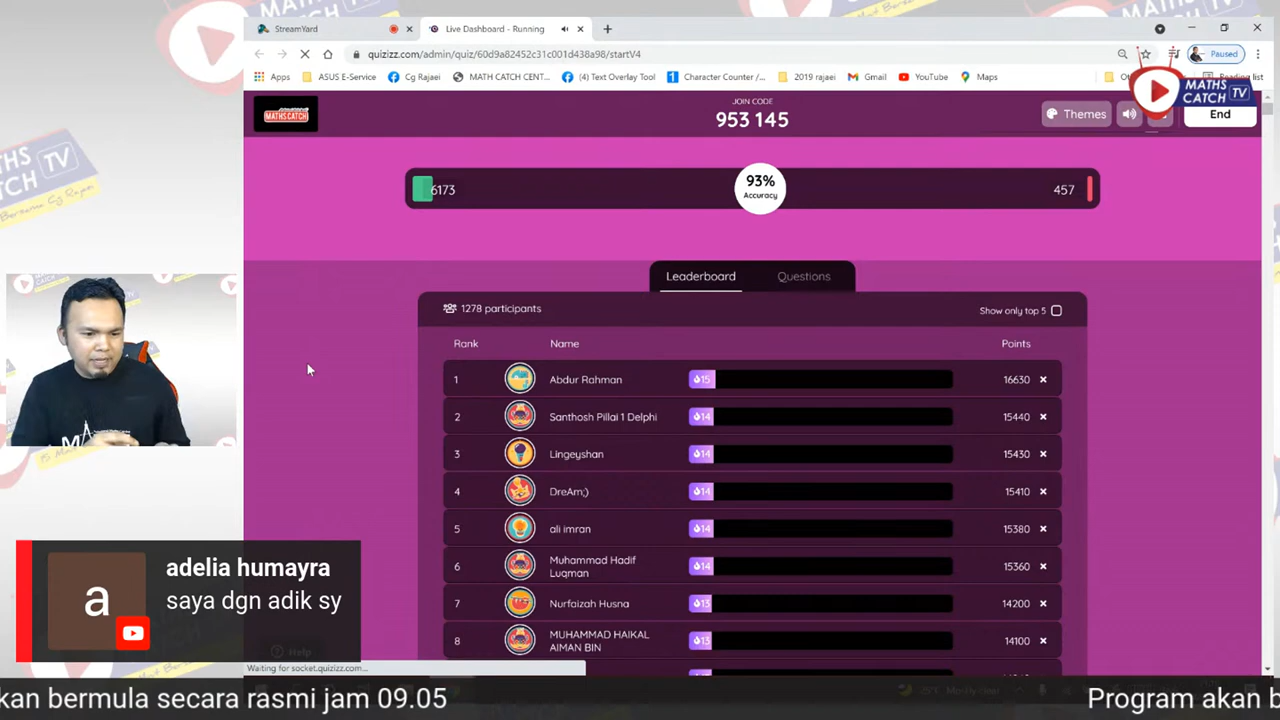 StreamYard
Live Dashboard - Running
quizizz.com/admin/quiz/60d9a82452c31c001d438a98/startV4
Paused
Apps
ASUS E-Service
Cg Rajaei
MATH CATCH CENT...
(4) Text Overlay Tool
Character Counter /...
2019 rajaei
Gmail
YouTube
Maps
Reading list
MATHS CATCH TV
MATHS CATCH
JOIN CODE
953 145
Themes
End
6173
93%
Accuracy
457
Leaderboard
Questions
1278 participants
Show only top 5
Rank Name Points
1 Abdur Rahman 15 16630
2 Santhosh Pillai 1 Delphi 14 15440
3 Lingeyshan 14 15430
4 DreAm;) 14 15410
5 ali imran 14 15380
6 Muhammad Hadif Luqman 14 15360
7 Nurfaizah Husna 13 14200
8 MUHAMMAD HAIKAL AIMAN BIN 13 14100
Help
Waiting for socket.quizizz.com...
a
adelia humayra
saya dgn adik sy
kan bermula secara rasmi jam 09.05
Program akan b